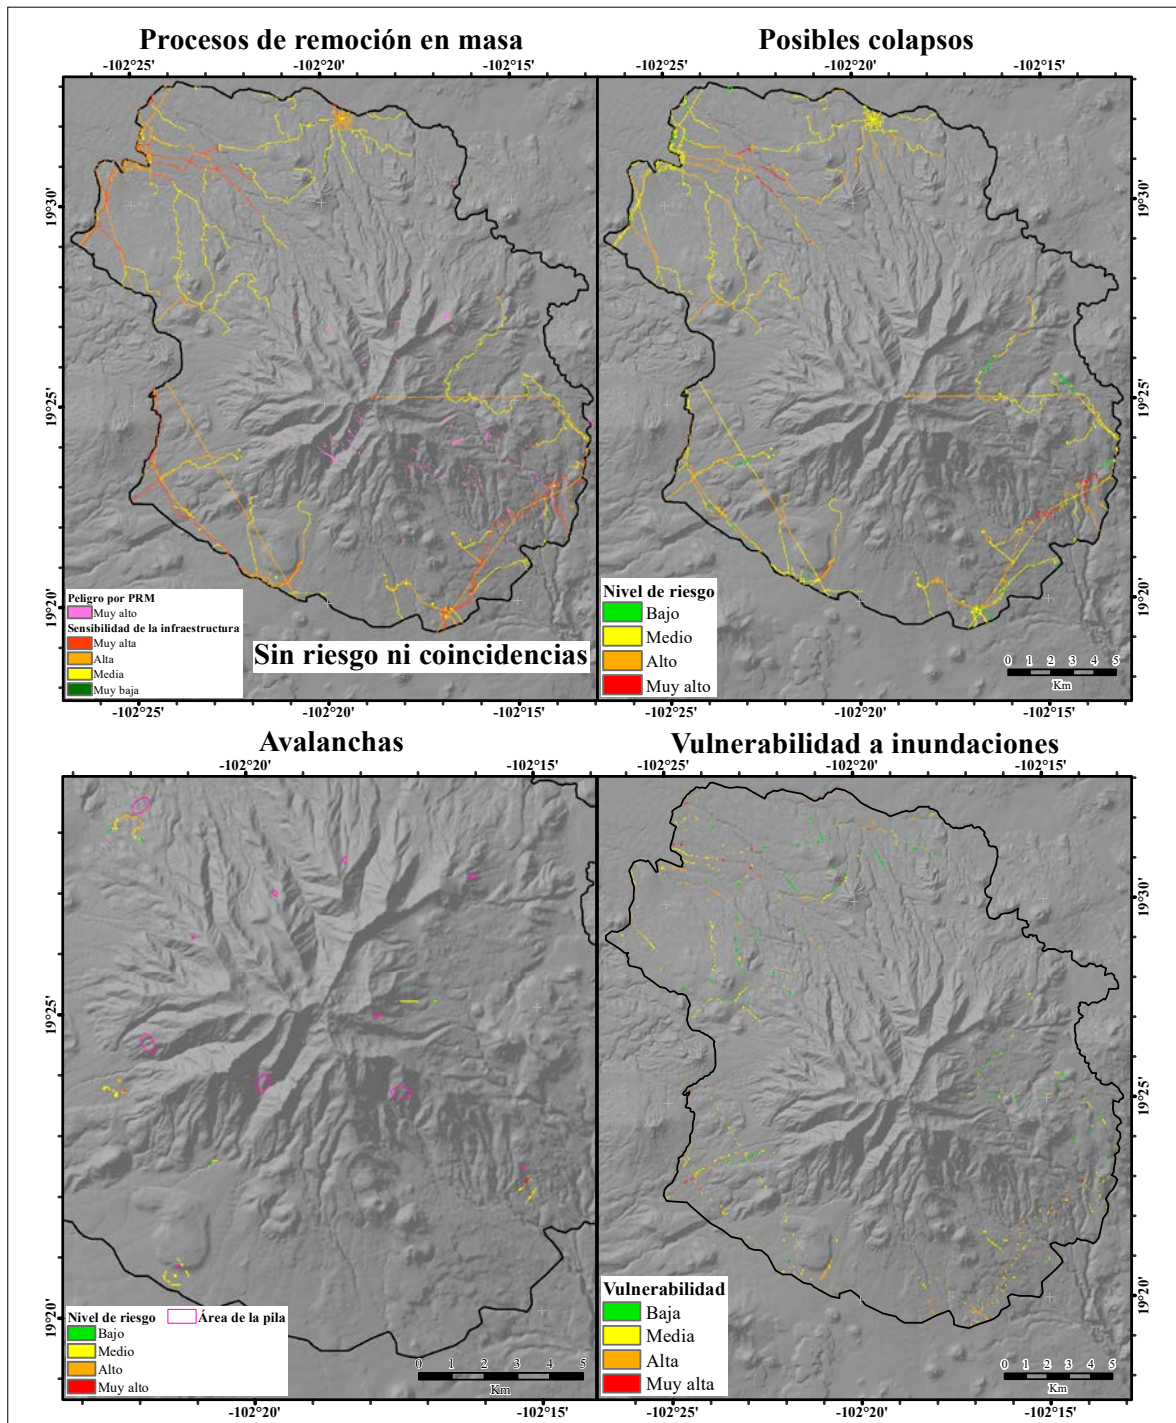 Procesos de remoción en masa
-102°25'
-102°20'
-102°15'
19°30'
19°25'
19°20'
Peligro por PRM
Muy alto
Sensibilidad de la infraestructura
Muy alta
Alta
Media
Muy baja
Sin riesgo ni coincidencias
-102°25'
-102°20'
-102°15'
Posibles colapsos
-102°25'
-102°20'
-102°15'
19°30'
19°25'
19°20'
Nivel de riesgo
Bajo
Medio
Alto
Muy alto
0 1 2 3 4 5
Km
-102°25'
-102°20'
-102°15'
Avalanchas
-102°20'
-102°15'
19°25'
19°20'
Nivel de riesgo
Área de la pila
Bajo
Medio
Alto
Muy alto
0 1 2 3 4 5
Km
-102°20'
-102°15'
Vulnerabilidad a inundaciones
-102°25'
-102°20'
-102°15'
19°30'
19°25'
19°20'
Vulnerabilidad
Baja
Media
Alta
Muy alta
0 1 2 3 4 5
Km
-102°25'
-102°20'
-102°15'